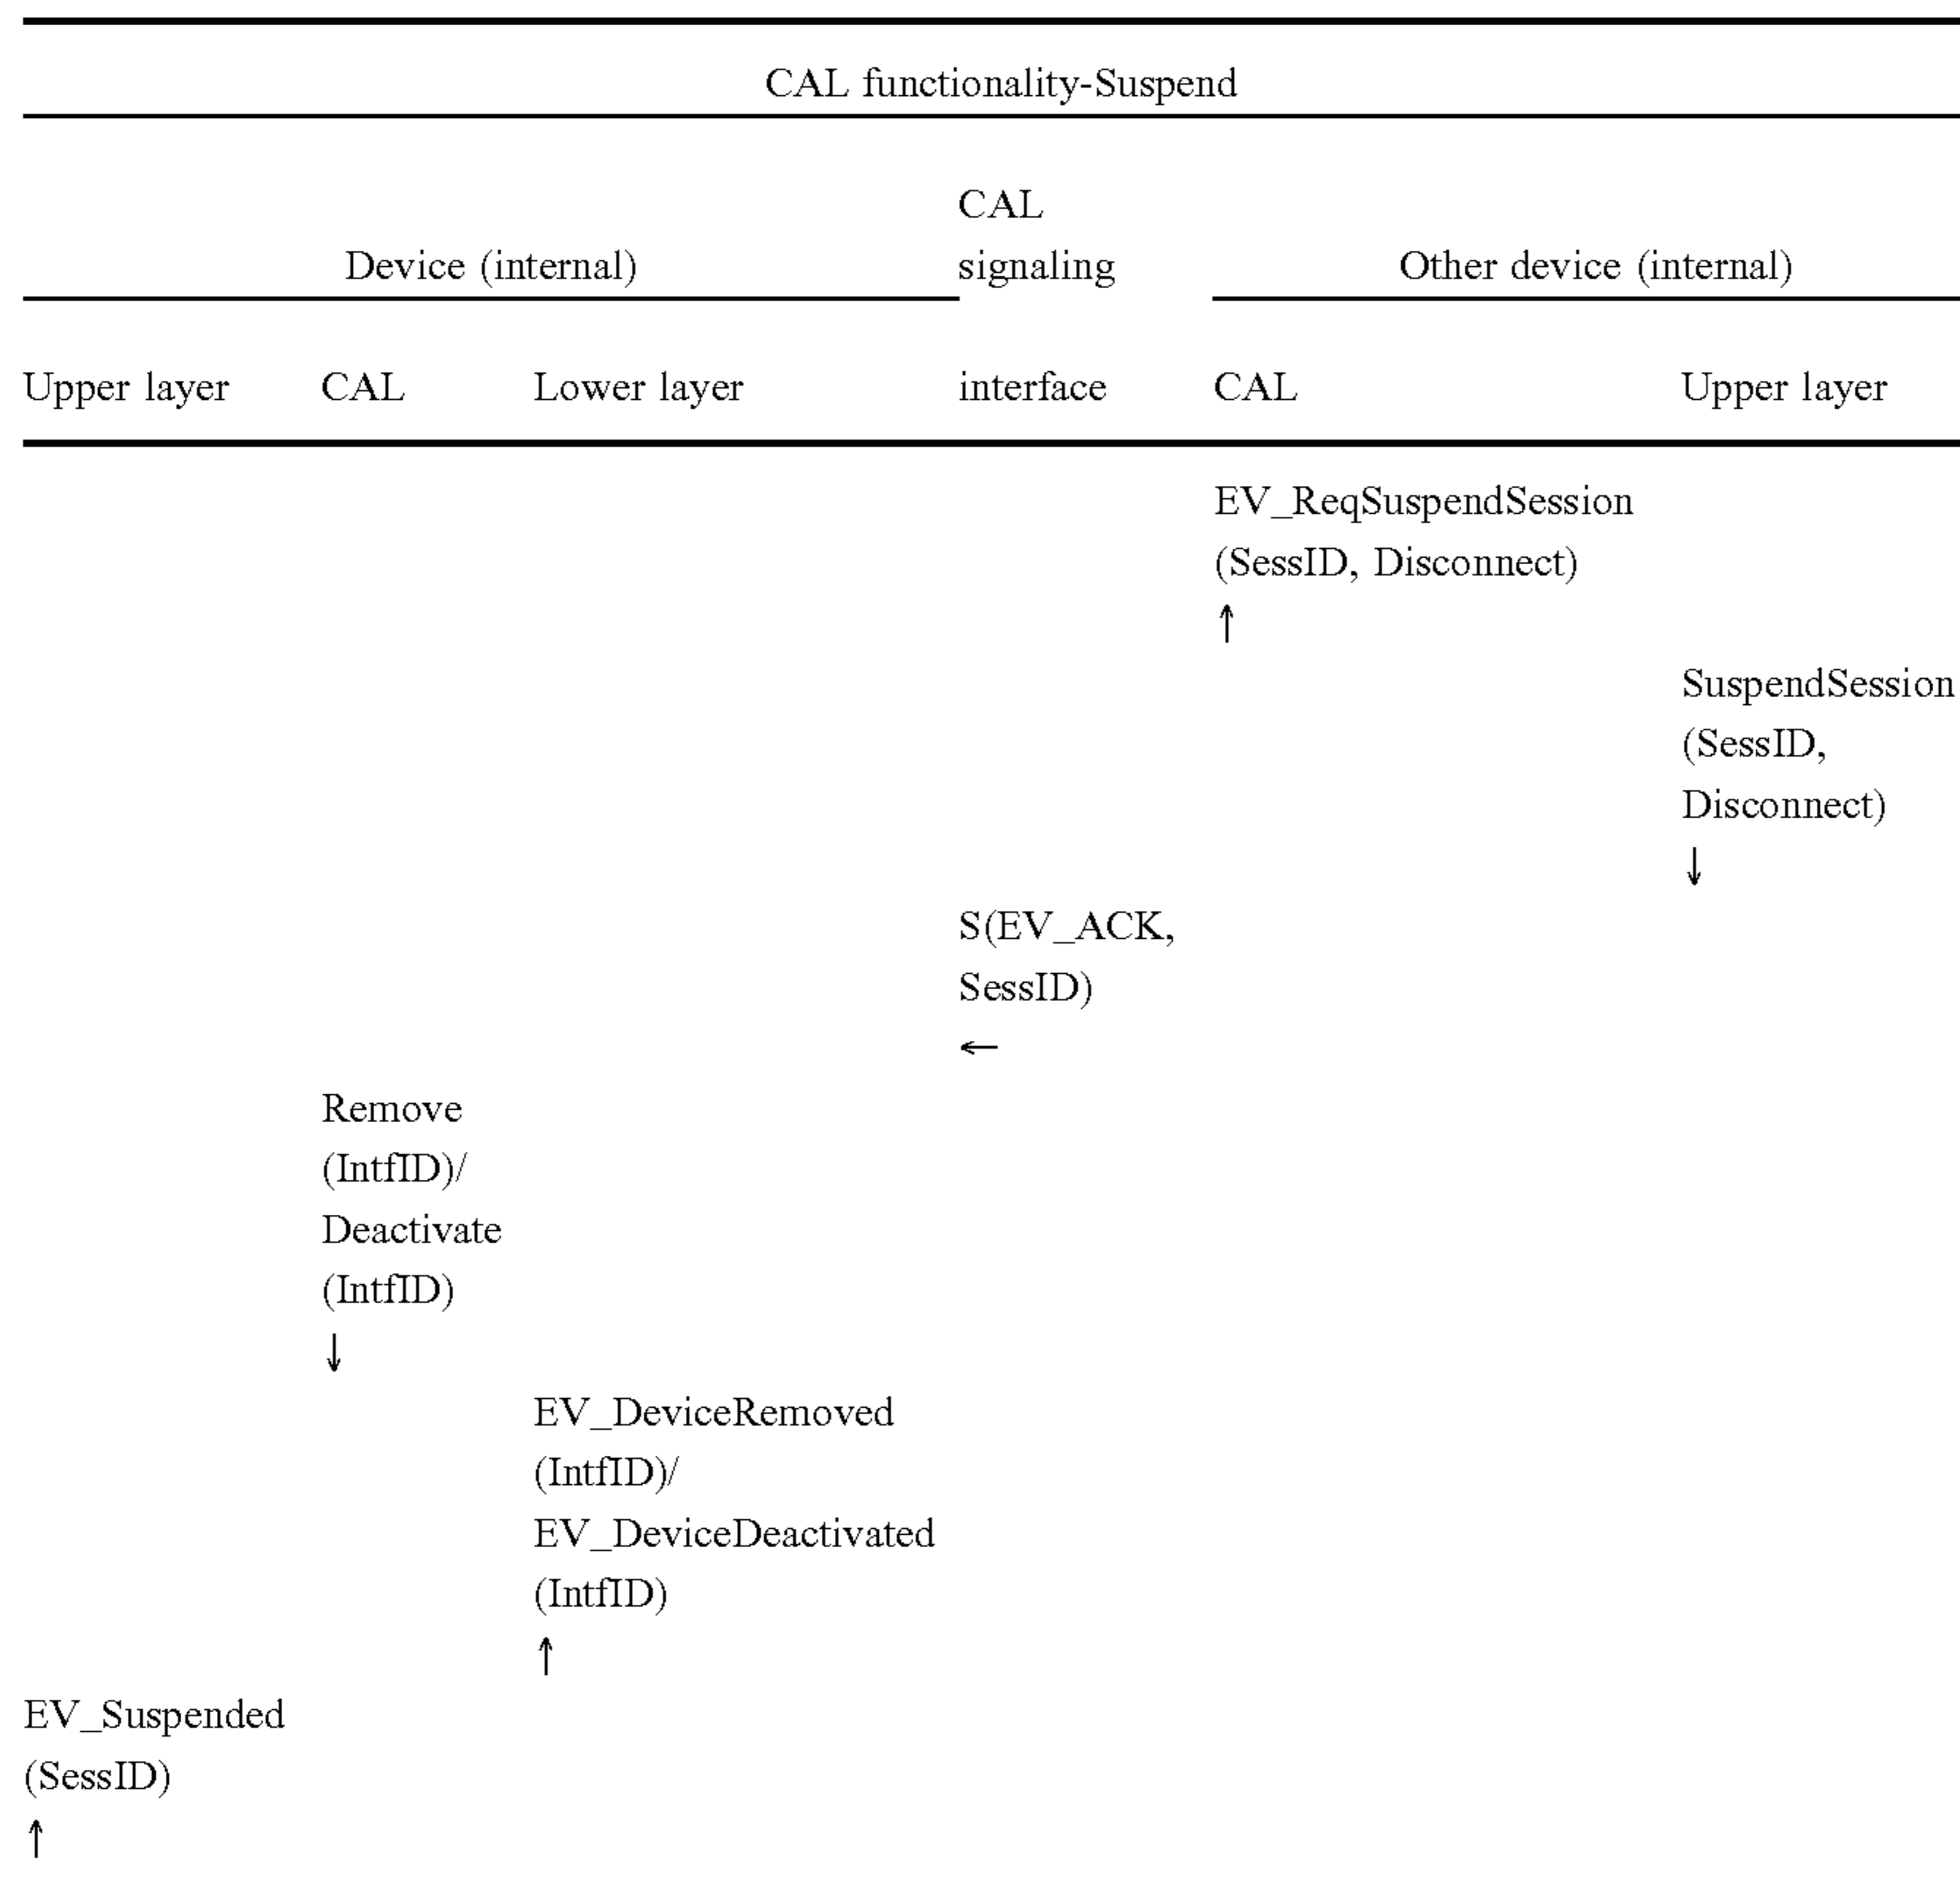 CAL functionality-Suspend
CAL
Device (internal) signaling Other device (internal)
Upper layer CAL Lower layer interface CAL Upper layer
EV_ReqSuspendSession
(SessID, Disconnect)
↑
SuspendSession
(SessID,
Disconnect)
↓
S(EV_ACK,
SessID)
←
Remove
(IntfID)/
Deactivate
(IntfID)
↓
EV_DeviceRemoved
(IntfID)/
EV_DeviceDeactivated
(IntfID)
↑
EV_Suspended
(SessID)
↑